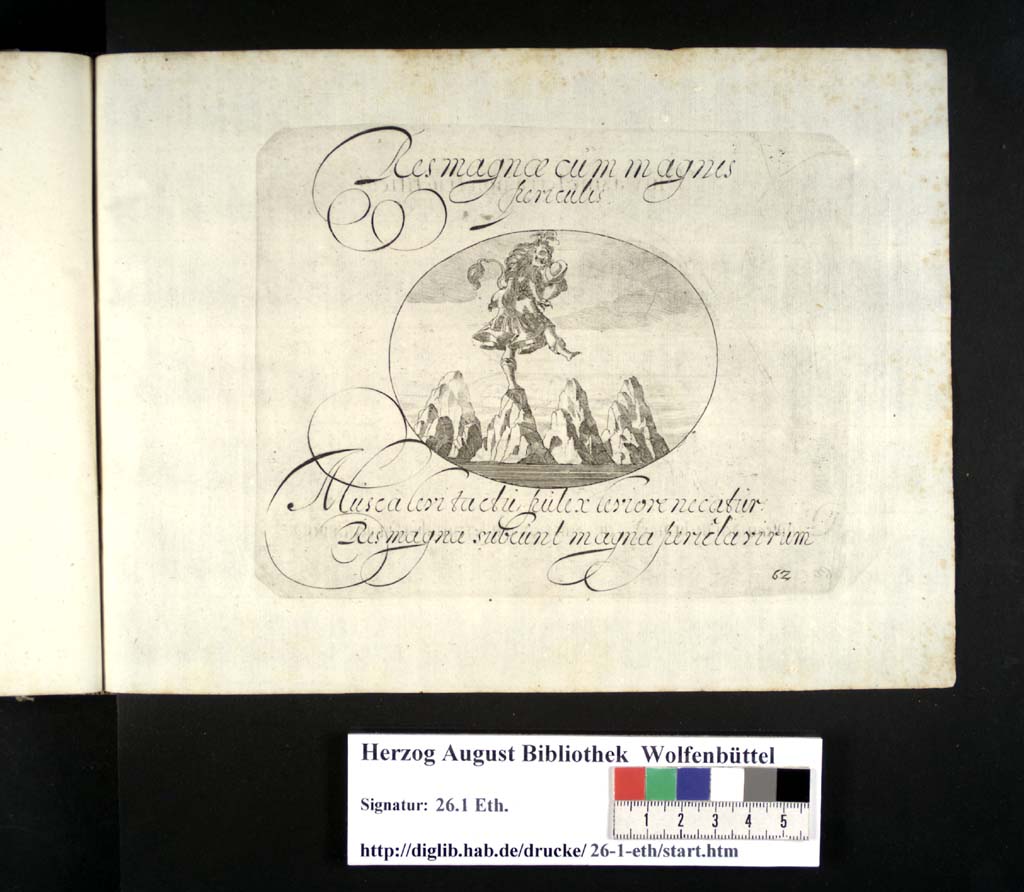 Res magnæ cum magnis
periculis.
Musca leri tactu, pulex leriore necatur:
Res magna subeunt magna pericla virum
62
Herzog August Bibliothek Wolfenbüttel
Signatur: 26.1 Eth.
1 2 3 4 5
http://diglib.hab.de/drucke/ 26-1-eth/start.htm